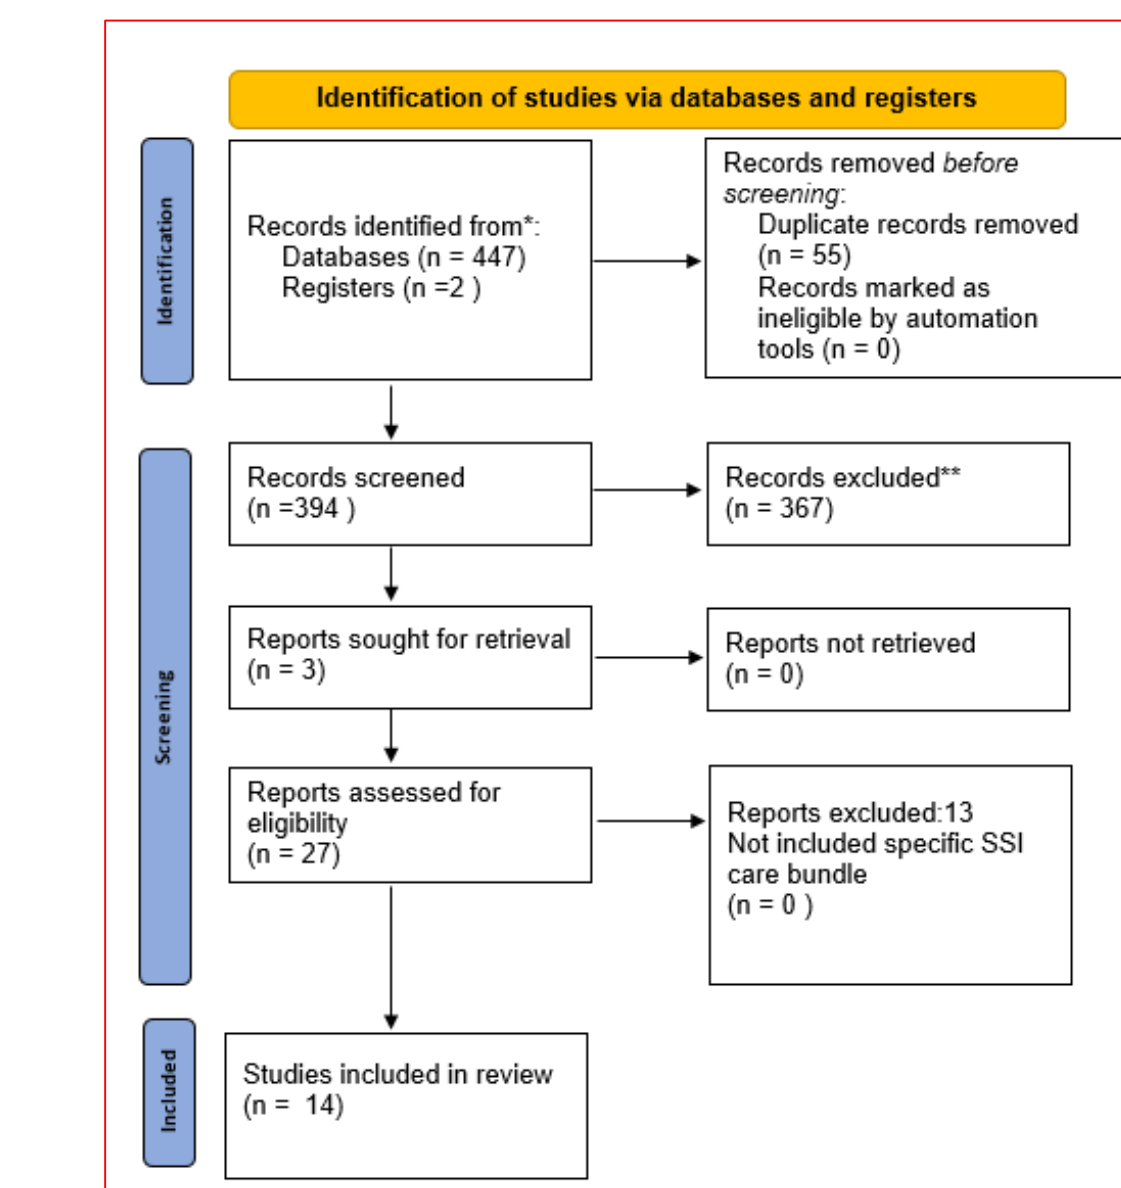 Identification of studies via databases and registers
Identification
Records identified from*:
Databases (n = 447)
Registers (n =2 )
Records removed before
screening:
Duplicate records removed
(n = 55)
Records marked as
ineligible by automation
tools (n = 0)
Screening
Records screened
(n =394 )
Records excluded**
(n = 367)
Reports sought for retrieval
(n = 3)
Reports not retrieved
(n = 0)
Reports assessed for
eligibility
(n = 27)
Reports excluded:13
Not included specific SSI
care bundle
(n = 0 )
Included
Studies included in review
(n =  14)